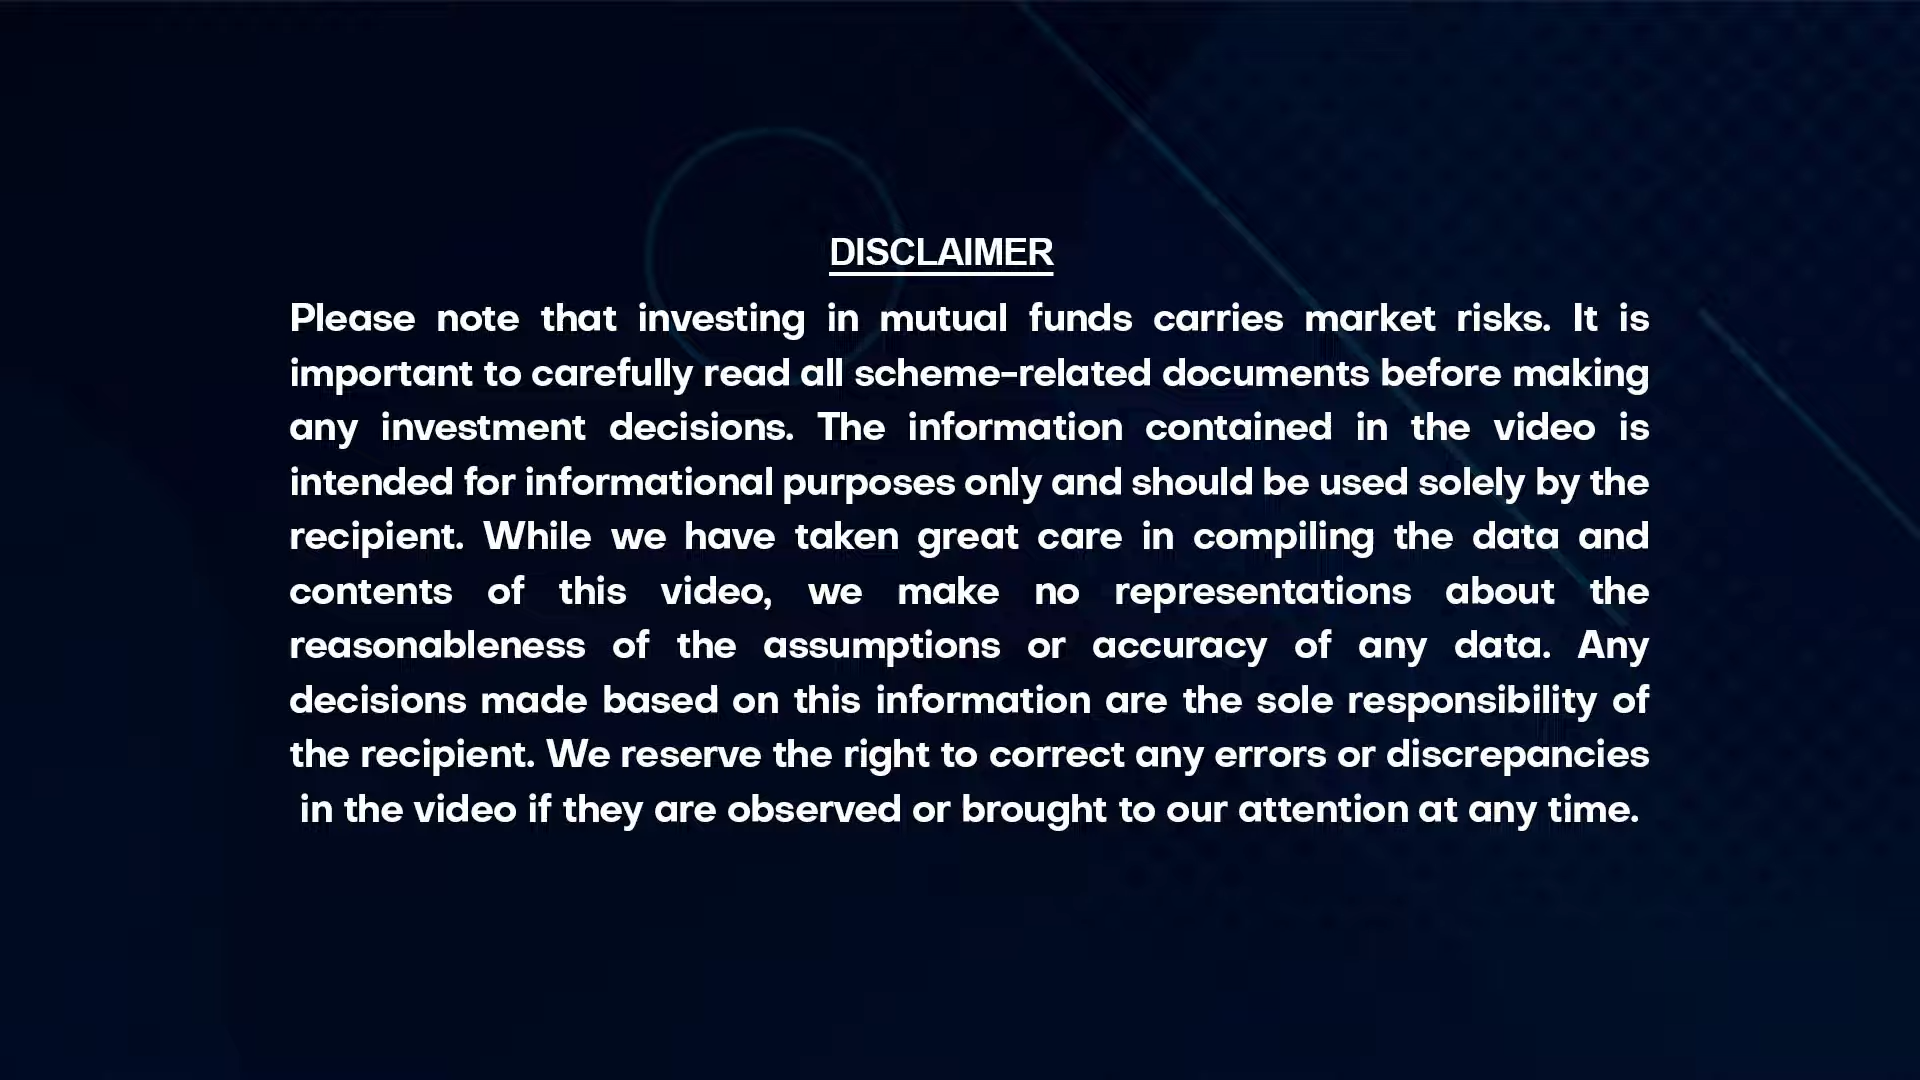 DISCLAIMER
Please note that investing in mutual funds carries market risks. It is
important to carefully read all scheme-related documents before making
any investment decisions. The information contained in the video is
intended for informational purposes only and should be used solely by the
recipient. While we have taken great care in compiling the data and
contents of this video, we make no representations about the
reasonableness of the assumptions or accuracy of any data. Any
decisions made based on this information are the sole responsibility of
the recipient. We reserve the right to correct any errors or discrepancies
in the video if they are observed or brought to our attention at any time.